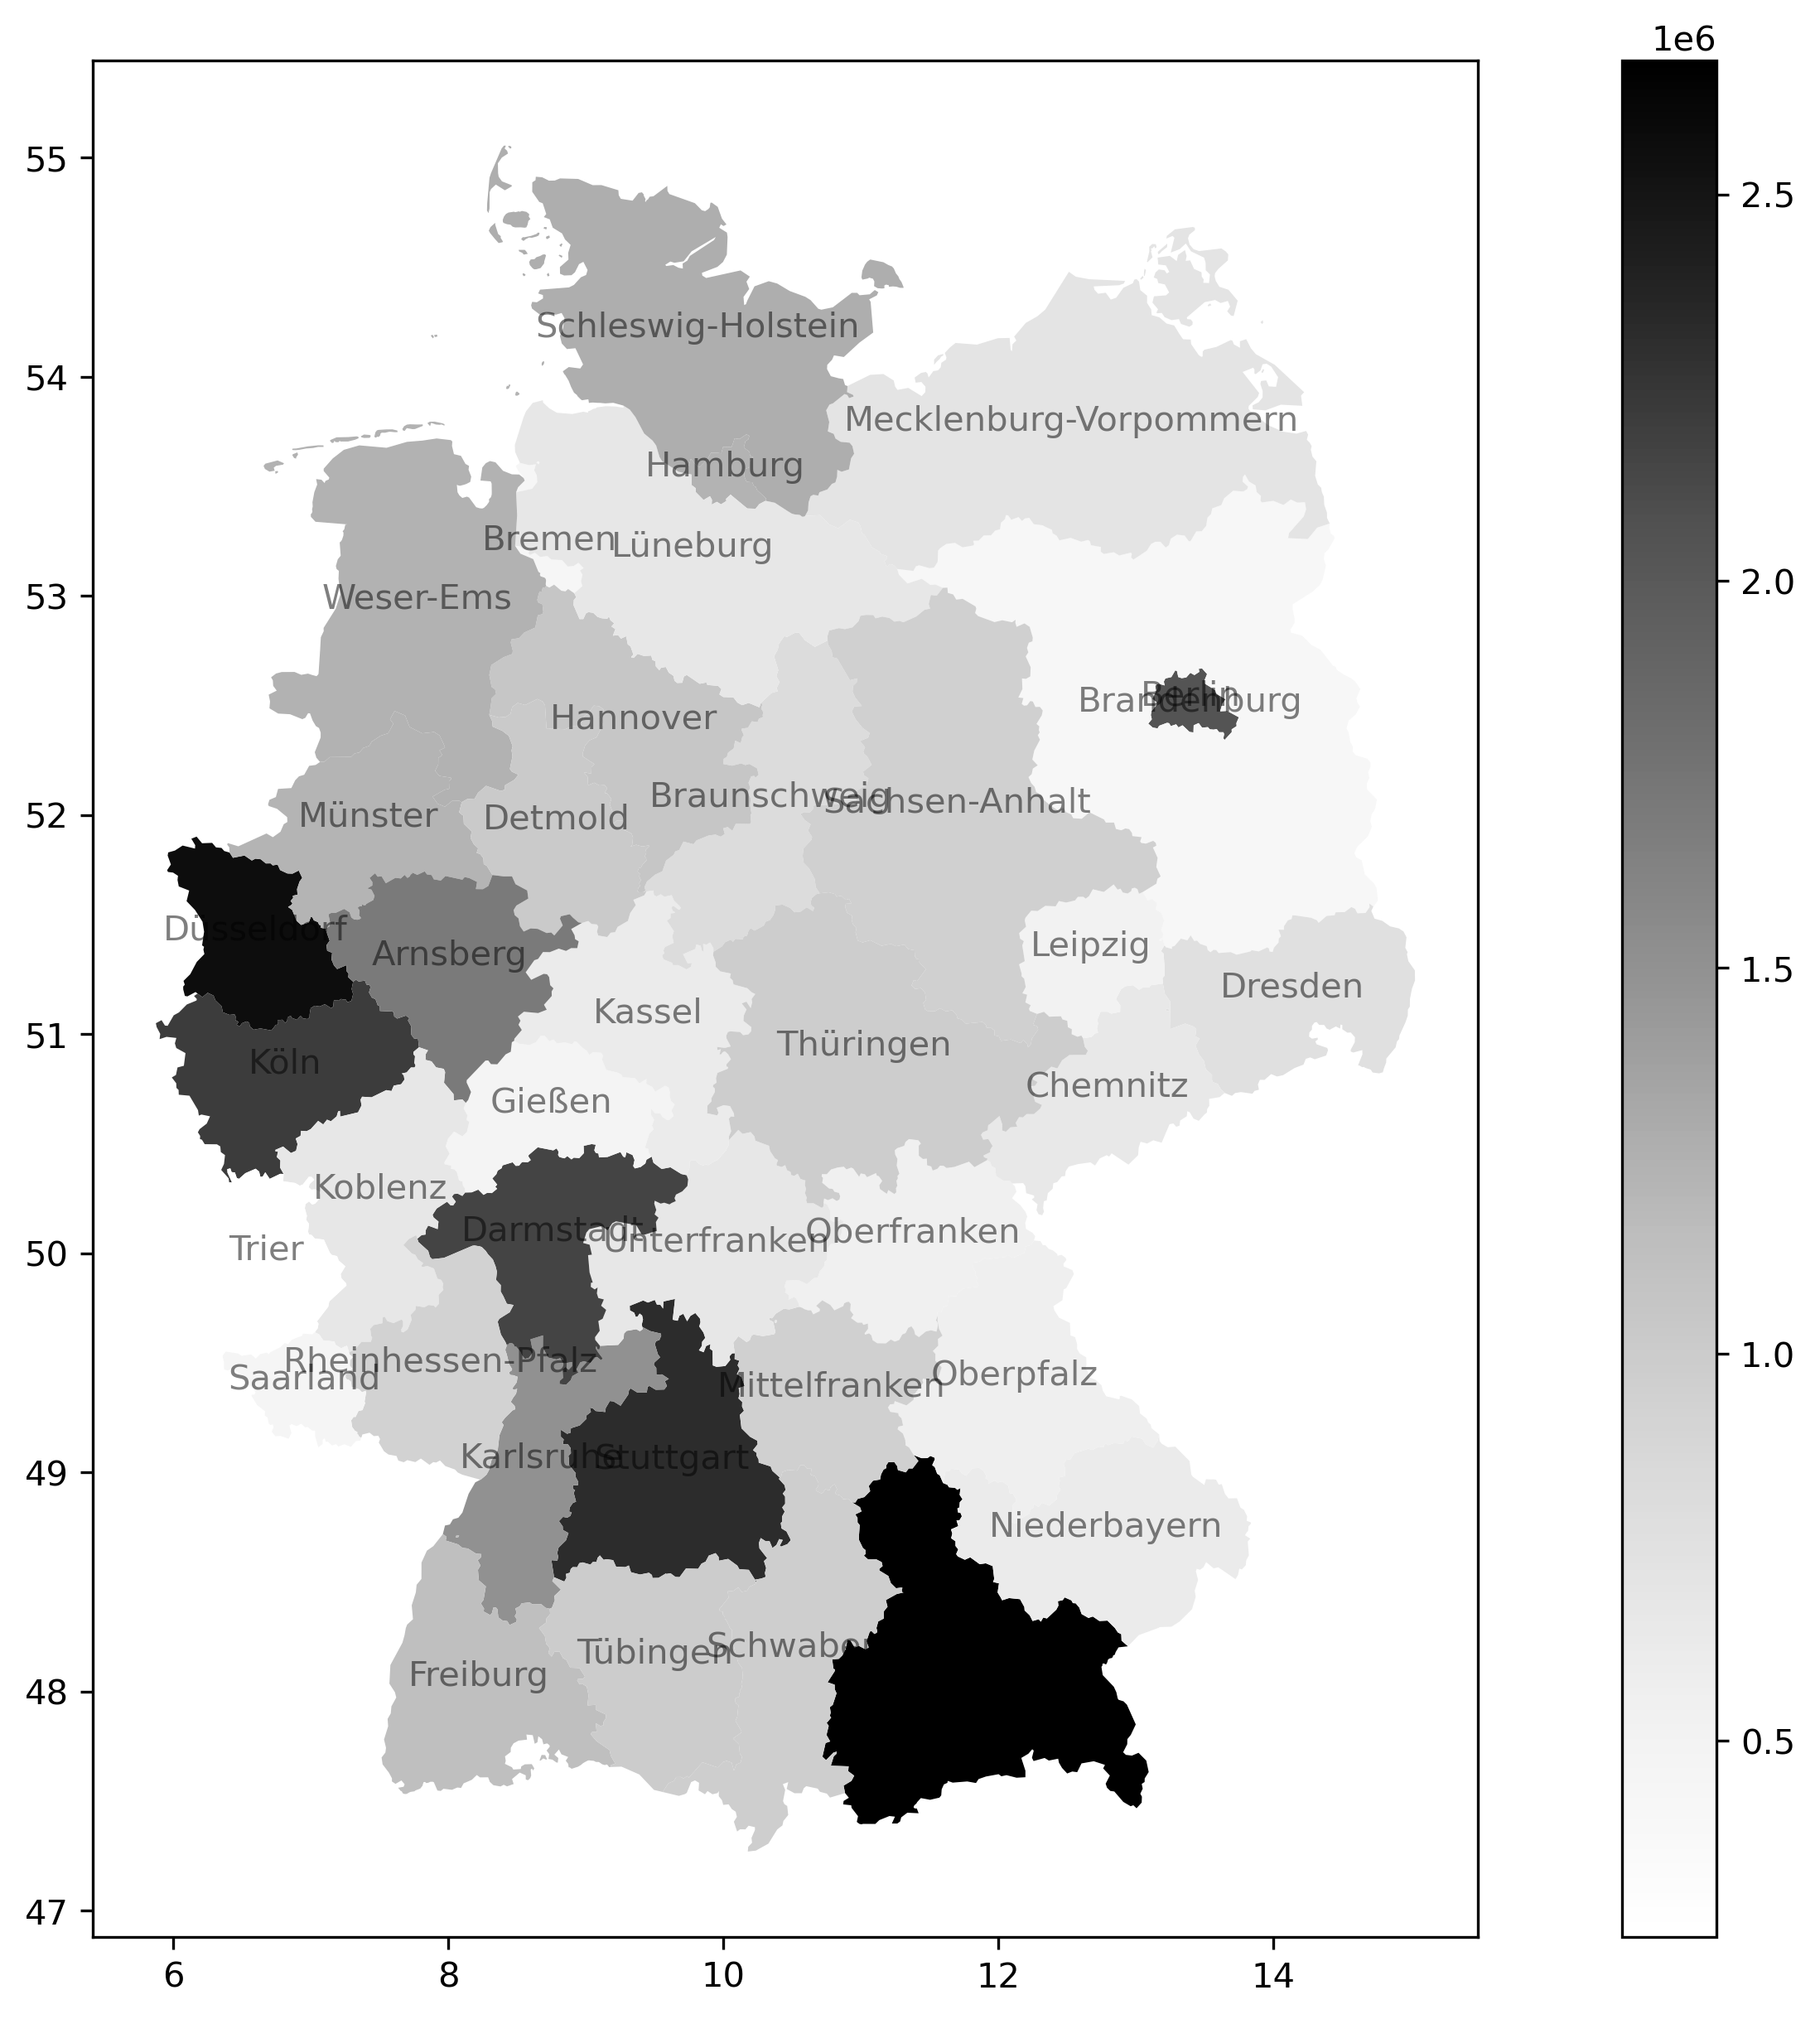 1e6
55
54
53
52
51
50
49
48
47
6
8
10
12
14
2.5
2.0
1.5
1.0
0.5
Schleswig-Holstein
Mecklenburg-Vorpommern
Hamburg
Bremen
Lüneburg
Weser-Ems
Berlin
Brandenburg
Hannover
Braunschweig
Sachsen-Anhalt
Münster
Detmold
Düsseldorf
Arnsberg
Leipzig
Dresden
Kassel
Thüringen
Köln
Chemnitz
Gießen
Koblenz
Trier
Darmstadt
Unterfranken
Oberfranken
Rheinhessen-Pfalz
Saarland
Mittelfranken
Oberpfalz
Karlsruhe
Stuttgart
Niederbayern
Tübingen
Schwaben
Freiburg